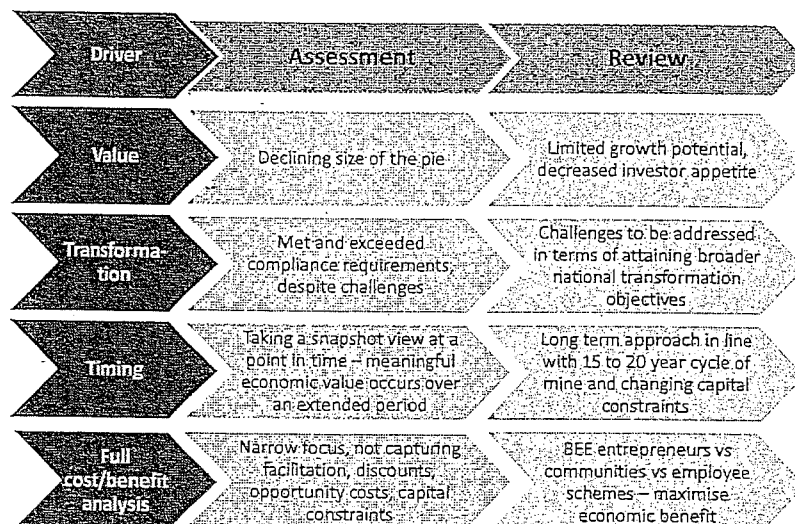 Driver
Assessment
Review
Value
Declining size of the pie
Limited growth potential,
decreased investor appetite
Transforma-
tion
Met and exceeded
compliance requirements,
despite challenges
Challenges to be addressed
in terms of attaining broader
national transformation
objectives
Timing
Taking a snapshot view at a
point in time – meaningful
economic value occurs over
an extended period
Long term approach in line
with 15 to 20 year cycle of
mine and changing capital
constraints
Full
cost/benefit
analysis
Narrow focus, not capturing
facilitation, discounts,
opportunity costs, capital
constraints
BEE entrepreneurs vs
communities vs employee
schemes – maximise
economic benefit